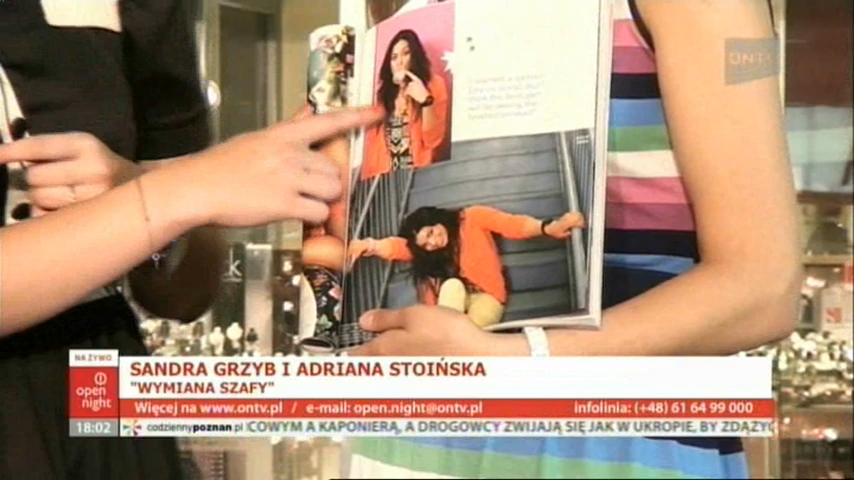 ONTV
NA ŻYWO
open
night
18:02
SANDRA GRZYB I ADRIANA STOIŃSKA
"WYMIANA SZAFY"
Więcej na www.ontv.pl / e-mail: open.night@ontv.pl infolinia: (+48) 61 64 99 000
codziennypoznan.pl ICOWYM A KAPONIERĄ, A DROGOWCY ZWIJAJĄ SIĘ JAK W UKROPIE, BY ZDĄŻYĆ